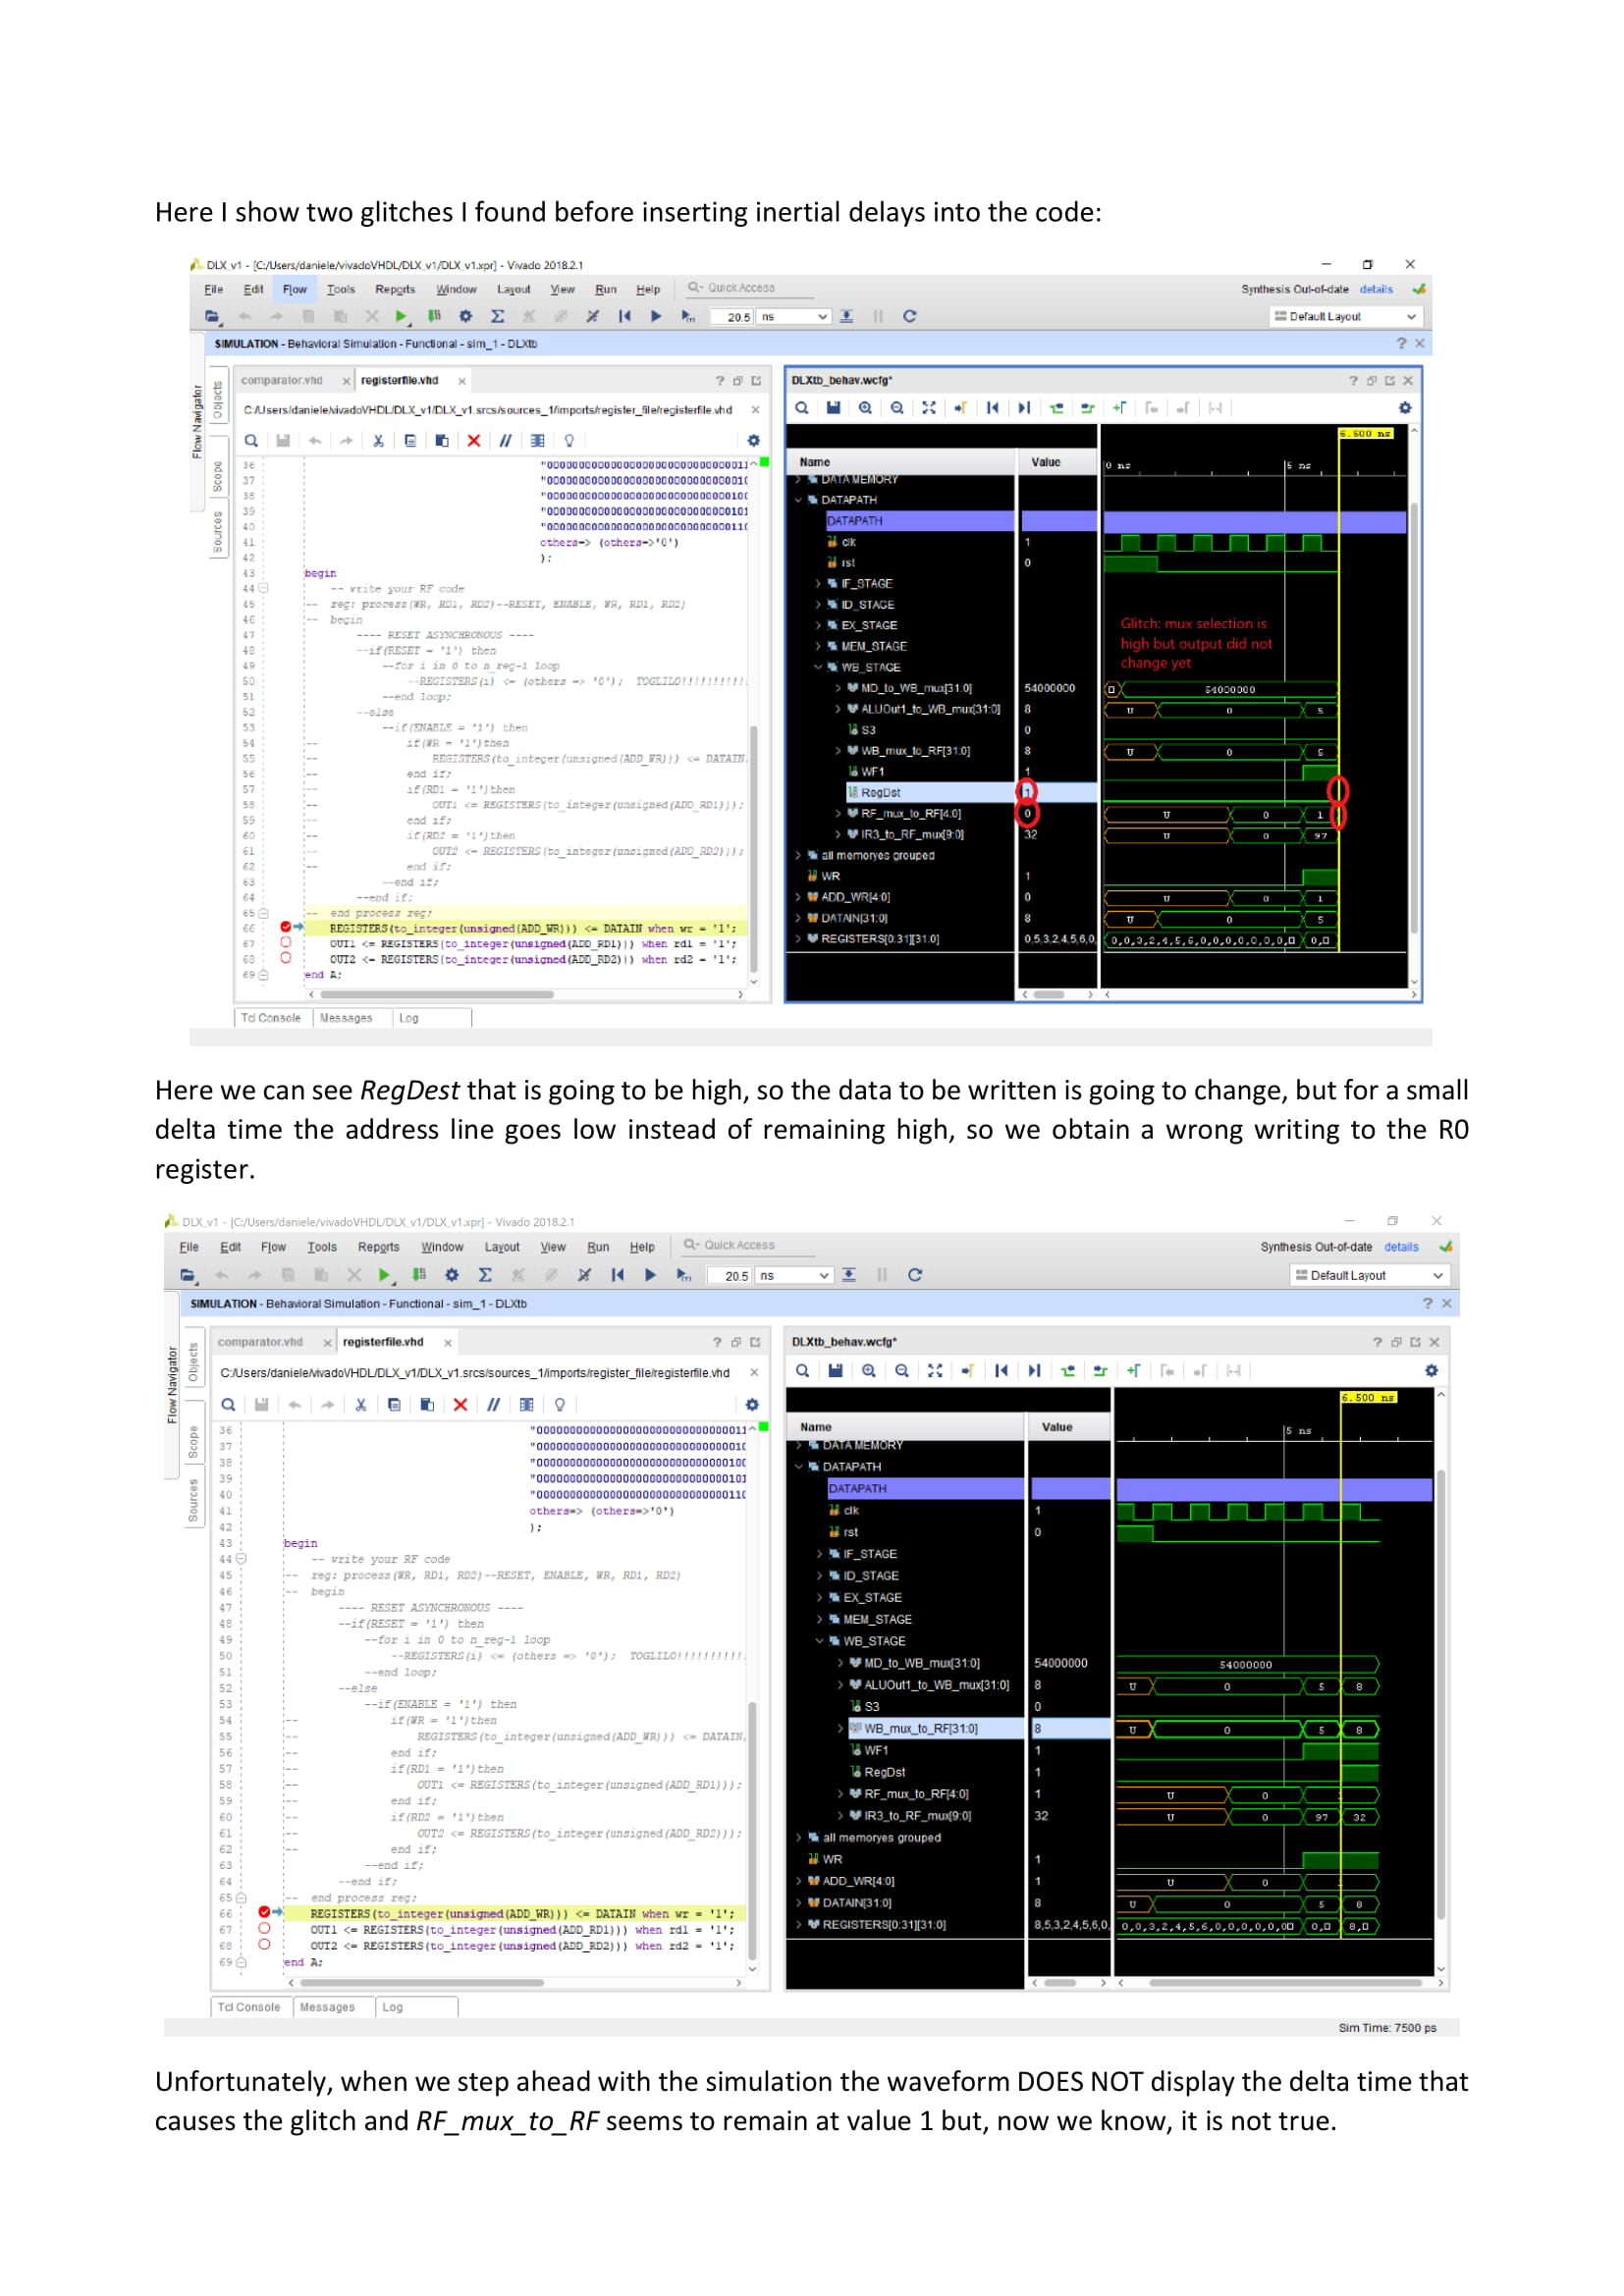 Here I show two glitches I found before inserting inertial delays into the code:
DLX_v1 - [C:/Users/daniele/vivadoVHDL/DLX_v1/DLX_v1.xpr] - Vivado 2018.2.1
File Edit Flow Tools Reports Window Layout View Run Help Quick Access
Synthesis Out-of-date details
20.5 ns
Default Layout
SIMULATION - Behavioral Simulation - Functional - sim_1 - DLXtb
Flow Navigator
Objects
Scope
Sources
comparator.vhd registerfile.vhd
C:/Users/daniele/vivadoVHDL/DLX_v1/DLX_v1.srcs/sources_1/imports/register_file/registerfile.vhd
41 others=> (others=>'0')
42 );
43 begin
44 -- write your RF code
45 -- reg: process(WR, RD1, RD2)--RESET, ENABLE, WR, RD1, RD2)
46 -- begin
47 ---- RESET ASYNCHRONOUS ----
48 --if(RESET = '1') then
49 --for i in 0 to n_reg-1 loop
50 --REGISTERS(i) <= (others => '0'); TOGLILO!!!!!!!!!!
51 --end loop;
52 --else
53 --if(ENABLE = '1') then
54 -- if(WR = '1')then
55 -- REGISTERS(to_integer(unsigned(ADD_WR))) <= DATAIN
56 -- end if;
57 -- if(RD1 = '1')then
58 -- OUT1 <= REGISTERS(to_integer(unsigned(ADD_RD1)));
59 -- end if;
60 -- if(RD2 = '1')then
61 -- OUT2 <= REGISTERS(to_integer(unsigned(ADD_RD2)));
62 -- end if;
63 --end if;
64 --end if;
65 -- end process reg;
66 REGISTERS(to_integer(unsigned(ADD_WR))) <= DATAIN when wr = '1';
67 OUT1 <= REGISTERS(to_integer(unsigned(ADD_RD1))) when rd1 = '1';
68 OUT2 <= REGISTERS(to_integer(unsigned(ADD_RD2))) when rd2 = '1';
69 end A;
Tcl Console Messages Log
DLXtb_behav.wcfg*
6.500 ns
Name Value 0 ns 5 ns
DATA MEMORY
DATAPATH
DATAPATH
clk 1
rst 0
IF_STAGE
ID_STAGE
EX_STAGE
MEM_STAGE
WB_STAGE
Glitch: mux selection is
high but output did not
change yet
MD_to_WB_mux[31:0] 54000000 54000000
ALUOut1_to_WB_mux[31:0] 8 U 0 5
S3 0
WB_mux_to_RF[31:0] 8 U 0 5
WF1 1
RegDst 1
RF_mux_to_RF[4:0] 0 U 0 1
IR3_to_RF_mux[9:0] 32 U 0 97
all memoryes grouped
WR 1
ADD_WR[4:0] 0 U 0 1
DATAIN[31:0] 8 U 0 5
REGISTERS[0:31][31:0] 0,5,3,2,4,5,6,0, 0,0,3,2,4,5,6,0,0,0,0,0,0,0 0,
Here we can see RegDest that is going to be high, so the data to be written is going to change, but for a small
delta time the address line goes low instead of remaining high, so we obtain a wrong writing to the R0
register.
DLX_v1 - [C:/Users/daniele/vivadoVHDL/DLX_v1/DLX_v1.xpr] - Vivado 2018.2.1
File Edit Flow Tools Reports Window Layout View Run Help Quick Access
Synthesis Out-of-date details
20.5 ns
Default Layout
SIMULATION - Behavioral Simulation - Functional - sim_1 - DLXtb
Flow Navigator
Objects
Scope
Sources
comparator.vhd registerfile.vhd
C:/Users/daniele/vivadoVHDL/DLX_v1/DLX_v1.srcs/sources_1/imports/register_file/registerfile.vhd
41 others=> (others=>'0')
42 );
43 begin
44 -- write your RF code
45 -- reg: process(WR, RD1, RD2)--RESET, ENABLE, WR, RD1, RD2)
46 -- begin
47 ---- RESET ASYNCHRONOUS ----
48 --if(RESET = '1') then
49 --for i in 0 to n_reg-1 loop
50 --REGISTERS(i) <= (others => '0'); TOGLILO!!!!!!!!!!
51 --end loop;
52 --else
53 --if(ENABLE = '1') then
54 -- if(WR = '1')then
55 -- REGISTERS(to_integer(unsigned(ADD_WR))) <= DATAIN
56 -- end if;
57 -- if(RD1 = '1')then
58 -- OUT1 <= REGISTERS(to_integer(unsigned(ADD_RD1)));
59 -- end if;
60 -- if(RD2 = '1')then
61 -- OUT2 <= REGISTERS(to_integer(unsigned(ADD_RD2)));
62 -- end if;
63 --end if;
64 --end if;
65 -- end process reg;
66 REGISTERS(to_integer(unsigned(ADD_WR))) <= DATAIN when wr = '1';
67 OUT1 <= REGISTERS(to_integer(unsigned(ADD_RD1))) when rd1 = '1';
68 OUT2 <= REGISTERS(to_integer(unsigned(ADD_RD2))) when rd2 = '1';
69 end A;
Tcl Console Messages Log
DLXtb_behav.wcfg*
6.500 ns
Name Value 5 ns
DATA MEMORY
DATAPATH
DATAPATH
clk 1
rst 0
IF_STAGE
ID_STAGE
EX_STAGE
MEM_STAGE
WB_STAGE
MD_to_WB_mux[31:0] 54000000 54000000
ALUOut1_to_WB_mux[31:0] 8 U 0 5 8
S3 0
WB_mux_to_RF[31:0] 8 U 0 5 8
WF1 1
RegDst 1
RF_mux_to_RF[4:0] 1 U 0
IR3_to_RF_mux[9:0] 32 U 0 97 32
all memoryes grouped
WR 1
ADD_WR[4:0] 1 U 0
DATAIN[31:0] 8 U 0 5 8
REGISTERS[0:31][31:0] 8,5,3,2,4,5,6,0, 0,0,3,2,4,5,6,0,0,0,0,0,0 0, 8,
Sim Time: 7500 ps
Unfortunately, when we step ahead with the simulation the waveform DOES NOT display the delta time that
causes the glitch and RF_mux_to_RF seems to remain at value 1 but, now we know, it is not true.